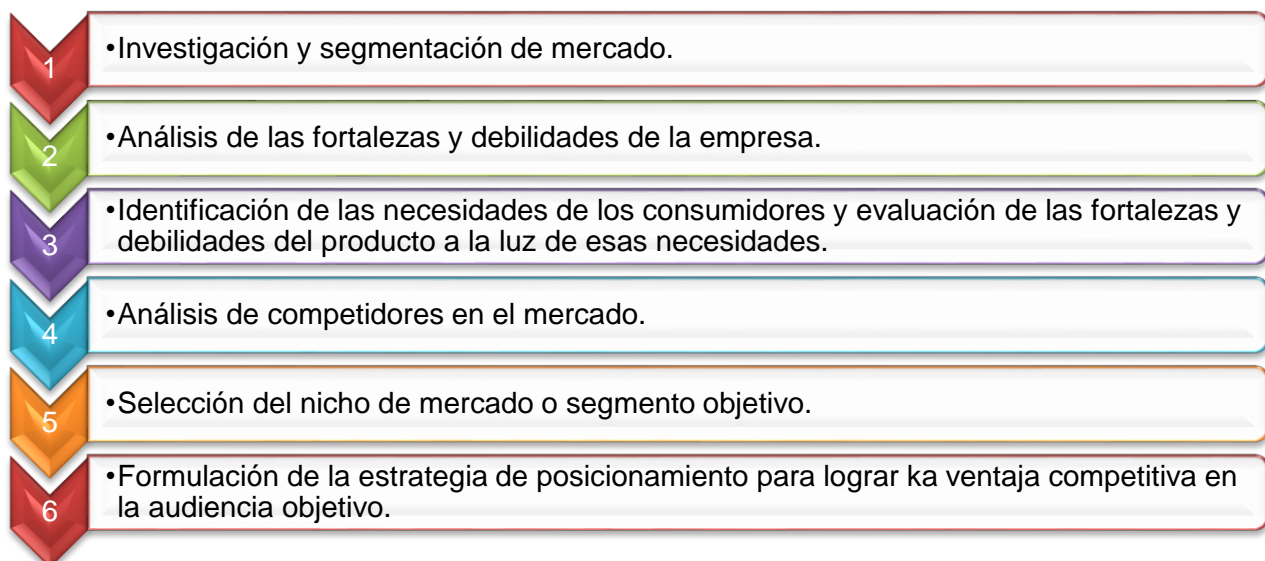 1
•Investigación y segmentación de mercado.
2
•Análisis de las fortalezas y debilidades de la empresa.
3
•Identificación de las necesidades de los consumidores y evaluación de las fortalezas y
debilidades del producto a la luz de esas necesidades.
4
•Análisis de competidores en el mercado.
5
•Selección del nicho de mercado o segmento objetivo.
6
•Formulación de la estrategia de posicionamiento para lograr ka ventaja competitiva en
la audiencia objetivo.